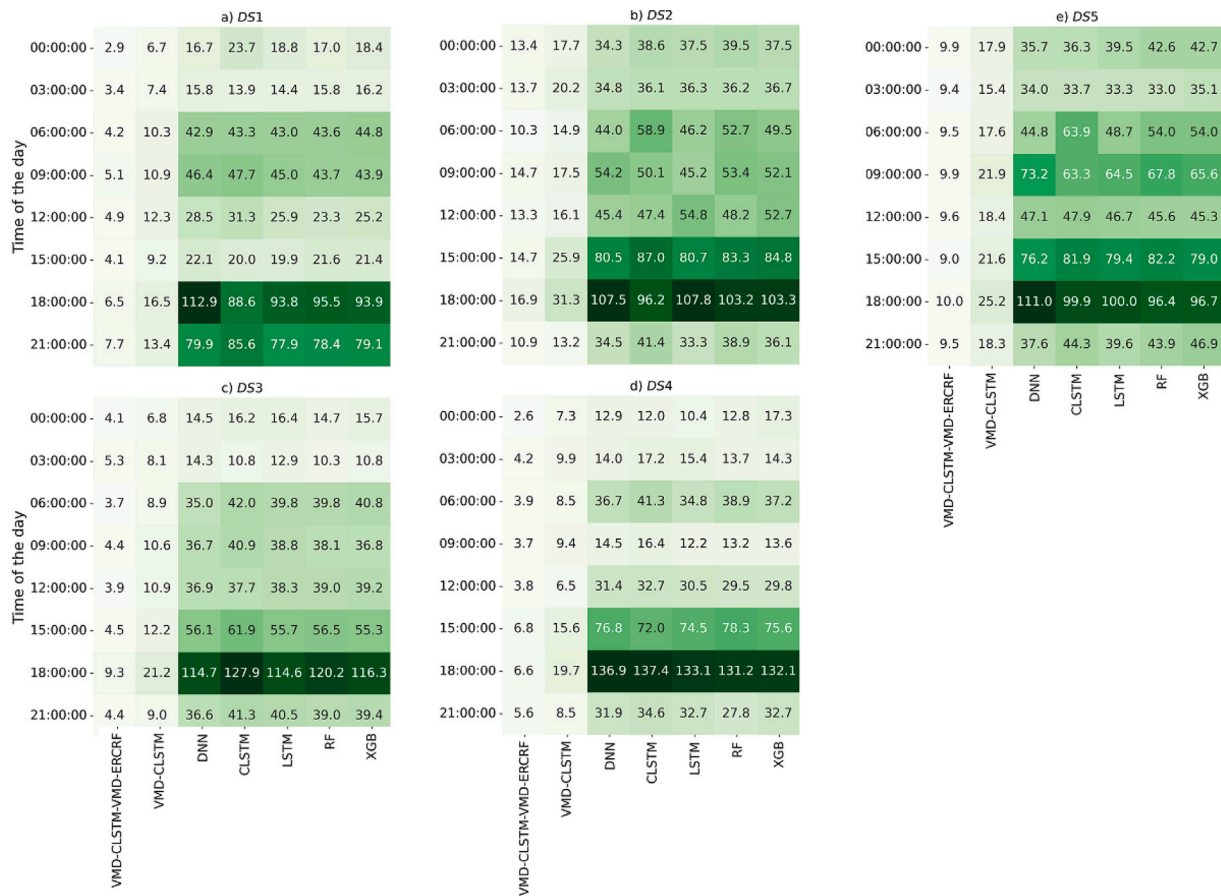 a) DS1
Time of the day
00:00:00 2.9 6.7 16.7 23.7 18.8 17.0 18.4
03:00:00 3.4 7.4 15.8 13.9 14.4 15.8 16.2
06:00:00 4.2 10.3 42.9 43.3 43.0 43.6 44.8
09:00:00 5.1 10.9 46.4 47.7 45.0 43.7 43.9
12:00:00 4.9 12.3 28.5 31.3 25.9 23.3 25.2
15:00:00 4.1 9.2 22.1 20.0 19.9 21.6 21.4
18:00:00 6.5 16.5 112.9 88.6 93.8 95.5 93.9
21:00:00 7.7 13.4 79.9 85.6 77.9 78.4 79.1
b) DS2
00:00:00 13.4 17.7 34.3 38.6 37.5 39.5 37.5
03:00:00 13.7 20.2 34.8 36.1 36.3 36.2 36.7
06:00:00 10.3 14.9 44.0 58.9 46.2 52.7 49.5
09:00:00 14.7 17.5 54.2 50.1 45.2 53.4 52.1
12:00:00 13.3 16.1 45.4 47.4 54.8 48.2 52.7
15:00:00 14.7 25.9 80.5 87.0 80.7 83.3 84.8
18:00:00 16.9 31.3 107.5 96.2 107.8 103.2 103.3
21:00:00 10.9 13.2 34.5 41.4 33.3 38.9 36.1
e) DS5
00:00:00 9.9 17.9 35.7 36.3 39.5 42.6 42.7
03:00:00 9.4 15.4 34.0 33.7 33.3 33.0 35.1
06:00:00 9.5 17.6 44.8 63.9 48.7 54.0 54.0
09:00:00 9.9 21.9 73.2 63.3 64.5 67.8 65.6
12:00:00 9.6 18.4 47.1 47.9 46.7 45.6 45.3
15:00:00 9.0 21.6 76.2 81.9 79.4 82.2 79.0
18:00:00 10.0 25.2 111.0 99.9 100.0 96.4 96.7
21:00:00 9.5 18.3 37.6 44.3 39.6 43.9 46.9
VMD-CLSTM-VMD-ERCRF
VMD-CLSTM
DNN
CLSTM
LSTM
RF
XGB
c) DS3
Time of the day
00:00:00 4.1 6.8 14.5 16.2 16.4 14.7 15.7
03:00:00 5.3 8.1 14.3 10.8 12.9 10.3 10.8
06:00:00 3.7 8.9 35.0 42.0 39.8 39.8 40.8
09:00:00 4.4 10.6 36.7 40.9 38.8 38.1 36.8
12:00:00 3.9 10.9 36.9 37.7 38.3 39.0 39.2
15:00:00 4.5 12.2 56.1 61.9 55.7 56.5 55.3
18:00:00 9.3 21.2 114.7 127.9 114.6 120.2 116.3
21:00:00 4.4 9.0 36.6 41.3 40.5 39.0 39.4
VMD-CLSTM-VMD-ERCRF
VMD-CLSTM
DNN
CLSTM
LSTM
RF
XGB
d) DS4
00:00:00 2.6 7.3 12.9 12.0 10.4 12.8 17.3
03:00:00 4.2 9.9 14.0 17.2 15.4 13.7 14.3
06:00:00 3.9 8.5 36.7 41.3 34.8 38.9 37.2
09:00:00 3.7 9.4 14.5 16.4 12.2 13.2 13.6
12:00:00 3.8 6.5 31.4 32.7 30.5 29.5 29.8
15:00:00 6.8 15.6 76.8 72.0 74.5 78.3 75.6
18:00:00 6.6 19.7 136.9 137.4 133.1 131.2 132.1
21:00:00 5.6 8.5 31.9 34.6 32.7 27.8 32.7
VMD-CLSTM-VMD-ERCRF
VMD-CLSTM
DNN
CLSTM
LSTM
RF
XGB